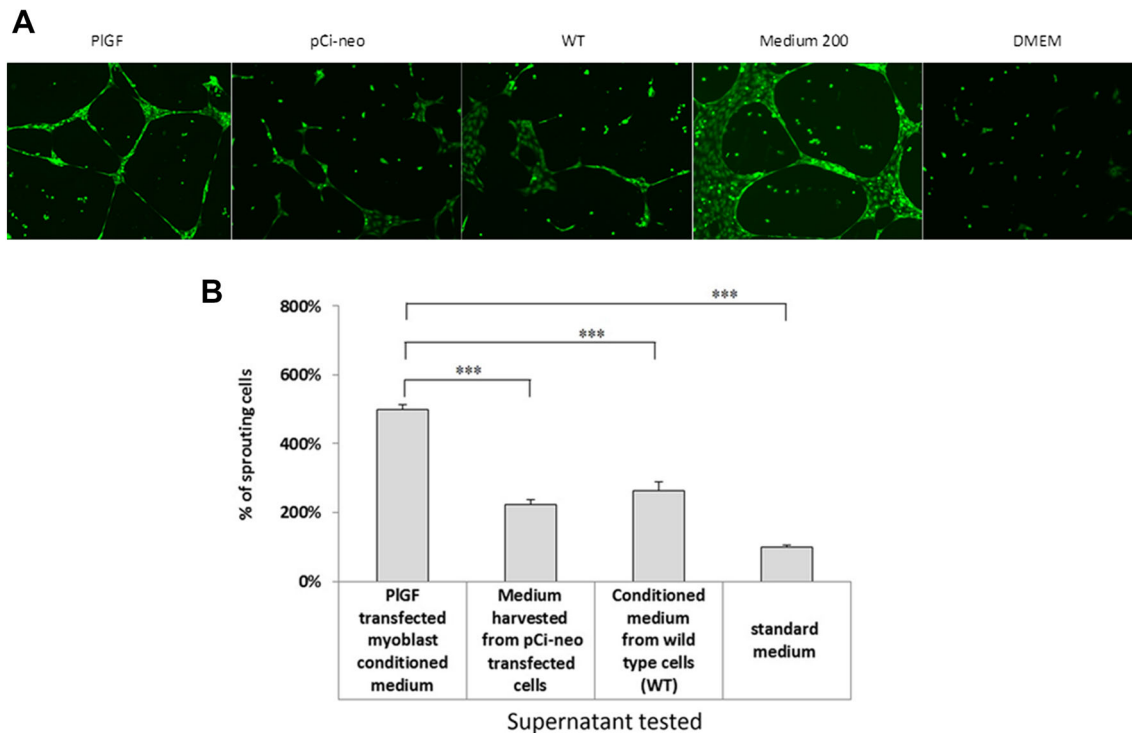 A
PlGF pCi-neo WT Medium 200 DMEM
B
800%
600%
400%
200%
0%
% of sprouting cells
***
***
***
PlGF
transfected
myoblast
conditioned
medium
Medium
harvested
from pCi-neo
transfected
cells
Conditioned
medium
from wild
type cells
(WT)
standard
medium
Supernatant tested